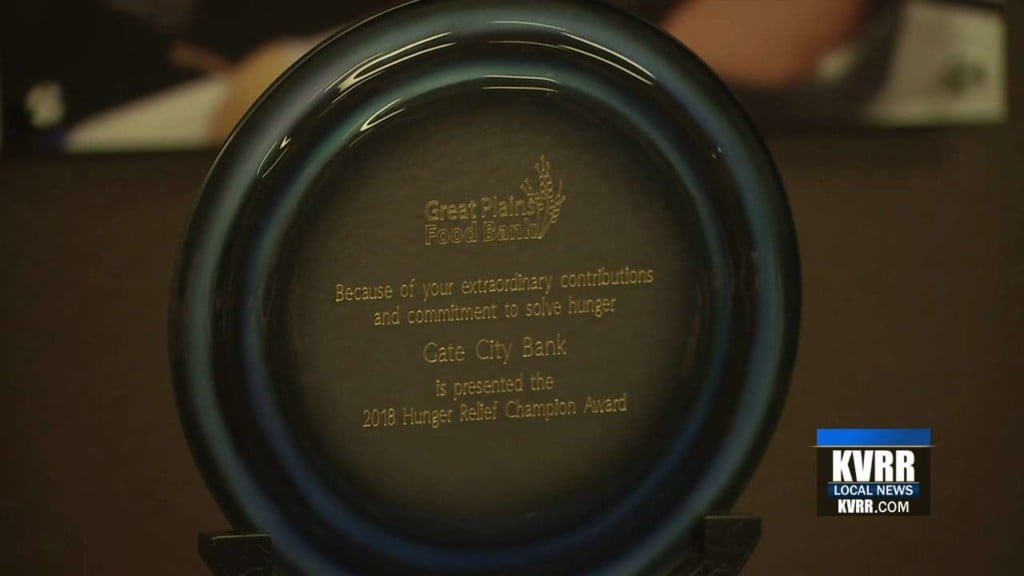 Great Plains
Food Bank
Because of your extraordinary contributions
and commitment to solve hunger
Gate City Bank
is presented the
2018 Hunger Relief Champion Award
KVRR
LOCAL NEWS
KVRR.COM